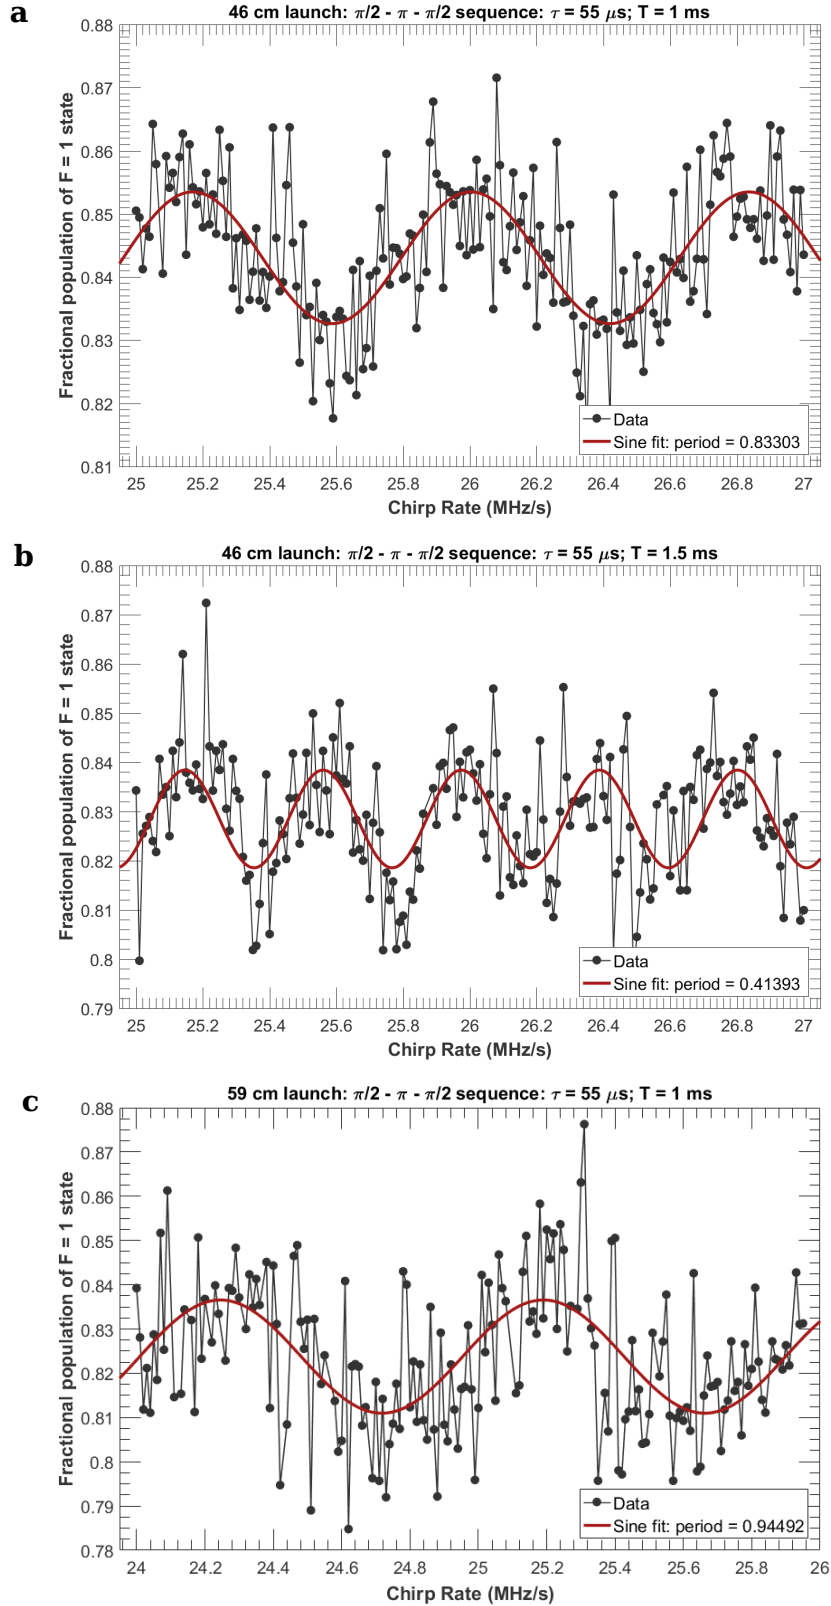 a
46 cm launch: π/2 - π - π/2 sequence: τ = 55 μs; T = 1 ms
Fractional population of F = 1 state
0.88
0.87
0.86
0.85
0.84
0.83
0.82
0.81
Data
Sine fit: period = 0.83303
25 25.2 25.4 25.6 25.8 26 26.2 26.4 26.6 26.8 27
Chirp Rate (MHz/s)
b
46 cm launch: π/2 - π - π/2 sequence: τ = 55 μs; T = 1.5 ms
Fractional population of F = 1 state
0.88
0.87
0.86
0.85
0.84
0.83
0.82
0.81
0.8
0.79
Data
Sine fit: period = 0.41393
25 25.2 25.4 25.6 25.8 26 26.2 26.4 26.6 26.8 27
Chirp Rate (MHz/s)
c
59 cm launch: π/2 - π - π/2 sequence: τ = 55 μs; T = 1 ms
Fractional population of F = 1 state
0.88
0.87
0.86
0.85
0.84
0.83
0.82
0.81
0.8
0.79
0.78
Data
Sine fit: period = 0.94492
24 24.2 24.4 24.6 24.8 25 25.2 25.4 25.6 25.8 26
Chirp Rate (MHz/s)